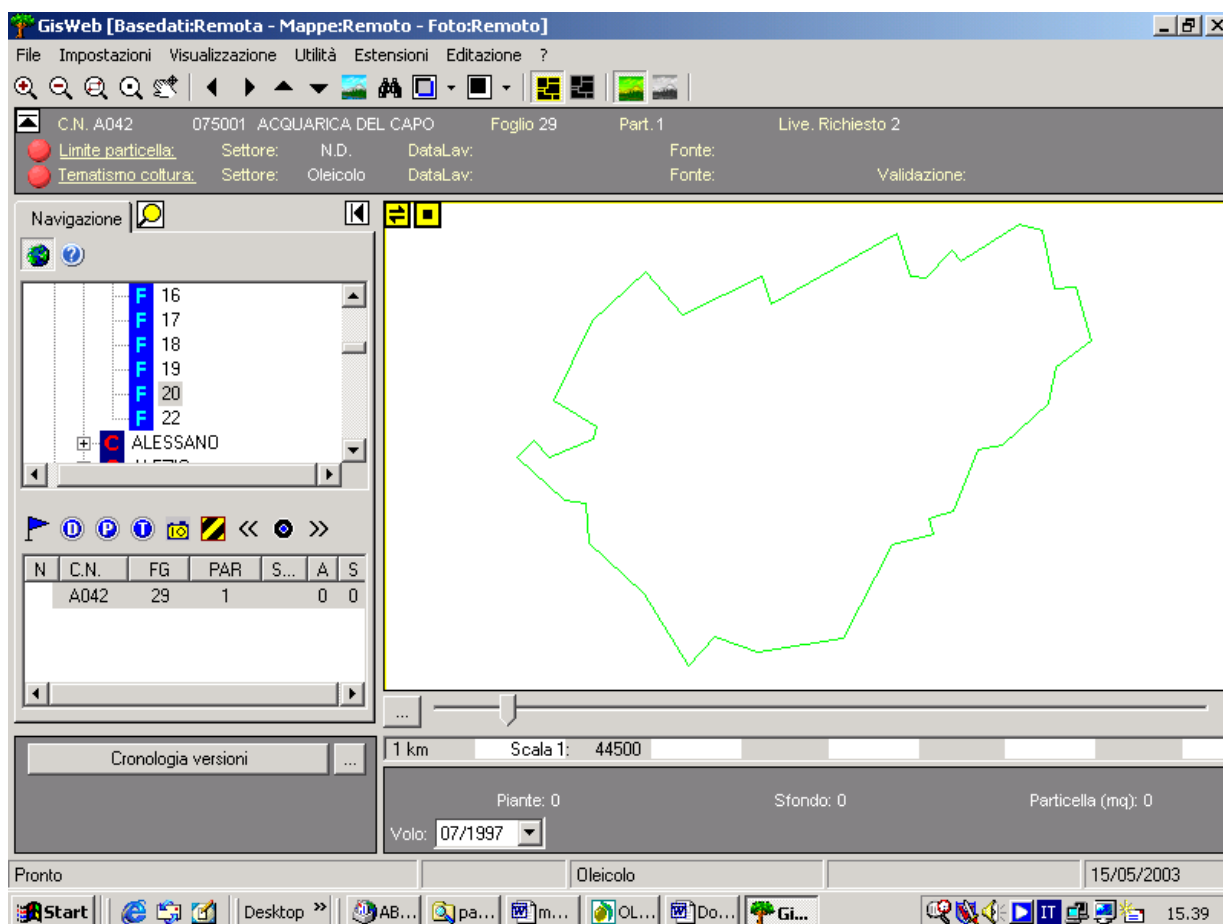 GisWeb [Basedati:Remota - Mappe:Remoto - Foto:Remoto]
File Impostazioni Visualizzazione Utilità Estensioni Editazione ?
C.N. A042 075001 ACQUARICA DEL CAPO Foglio 29 Part.1 Live. Richiesto 2
Limite particella: Settore: N.D. DataLav: Fonte:
Tematismo coltura: Settore: Oleicolo DataLav: Fonte: Validazione:
Navigazione
F 16
F 17
F 18
F 19
F 20
F 22
C ALESSANO
D P T
N C.N. FG PAR S... A S
A042 29 1 0 0
...
1 km Scala 1: 44500
Cronologia versioni ...
Piante: 0 Sfondo: 0 Particella (mq): 0
Volo: 07/1997
Pronto Oleicolo 15/05/2003
Start Desktop » AB... pa... m... OL... Do... Gi... IT 15.39